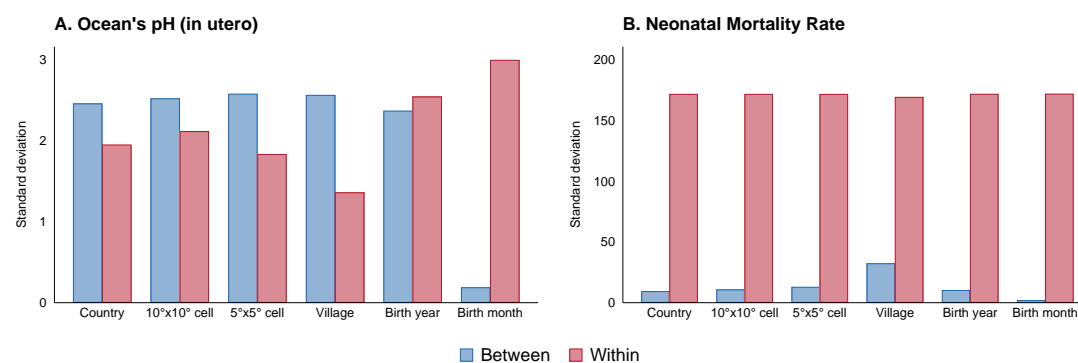 A. Ocean's pH (in utero)
Standard deviation
3
2
1
0
Country 10°x10° cell 5°x5° cell Village Birth year Birth month
B. Neonatal Mortality Rate
Standard deviation
200
150
100
50
0
Country 10°x10° cell 5°x5° cell Village Birth year Birth month
Between Within